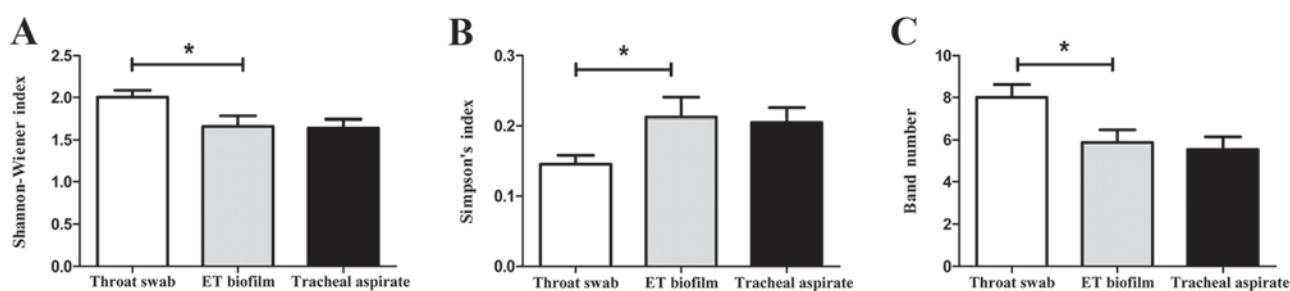 A
Shannon-Wiener index
2.5
2.0
1.5
1.0
0.5
0.0
*
Throat swab ET biofilm Tracheal aspirate
B
Simpson's index
0.3
0.2
0.1
0.0
*
Throat swab ET biofilm Tracheal aspirate
C
Band number
10
8
6
4
2
0
*
Throat swab ET biofilm Tracheal aspirate